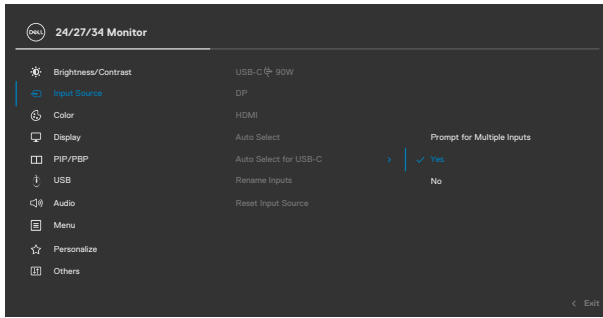 DELL 24/27/34 Monitor
Brightness/Contrast USB-C 90W
Input Source DP
Color HDMI
Display Auto Select Prompt for Multiple Inputs
PIP/PBP Auto Select for USB-C > ✓ Yes
USB Rename Inputs No
Audio Reset Input Source
Menu
Personalize
Others
< Exit